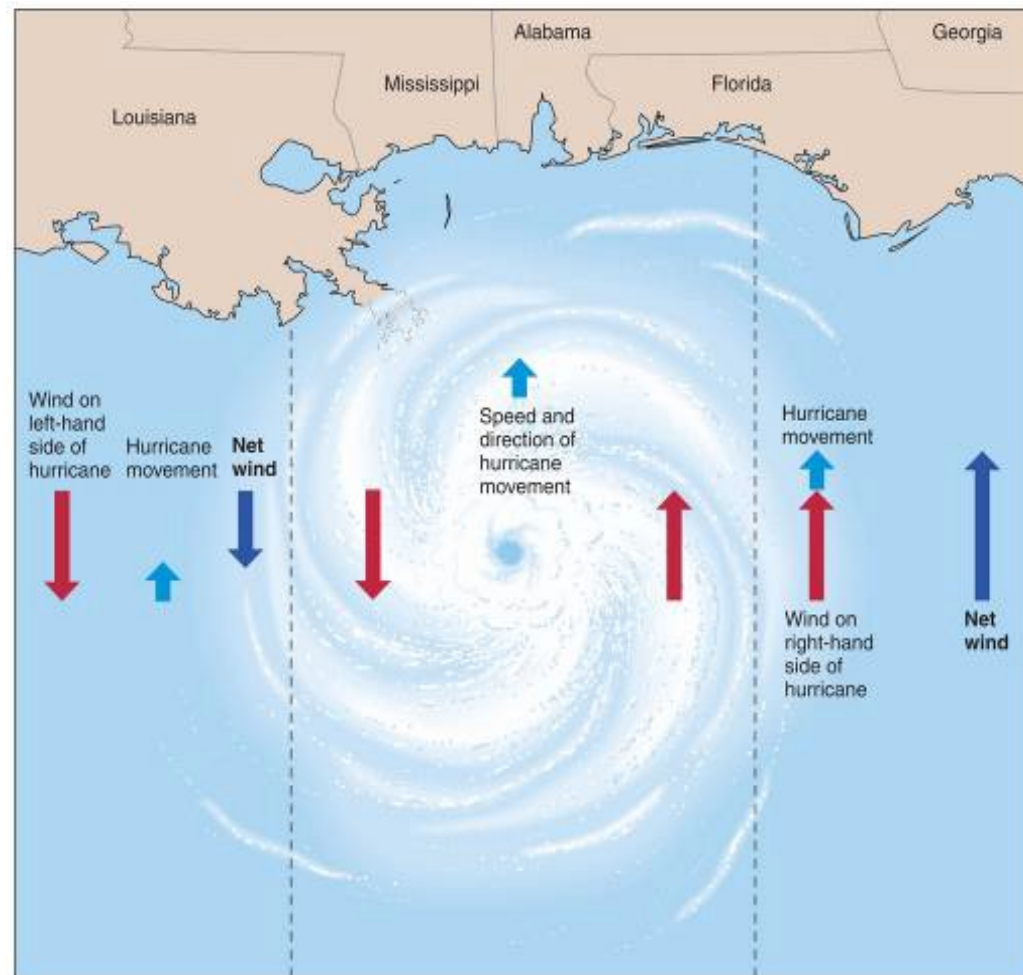 Alabama
Georgia
Mississippi
Florida
Louisiana
Wind on
left-hand
side of
hurricane
Hurricane
movement
Net
wind
Speed and
direction of
hurricane
movement
Hurricane
movement
Wind on
right-hand
side of
hurricane
Net
wind